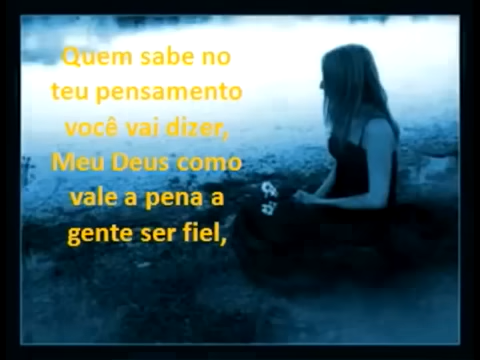 Quem sabe no
teu pensamento
você vai dizer,
Meu Deus como
vale a pena a
gente ser fiel,